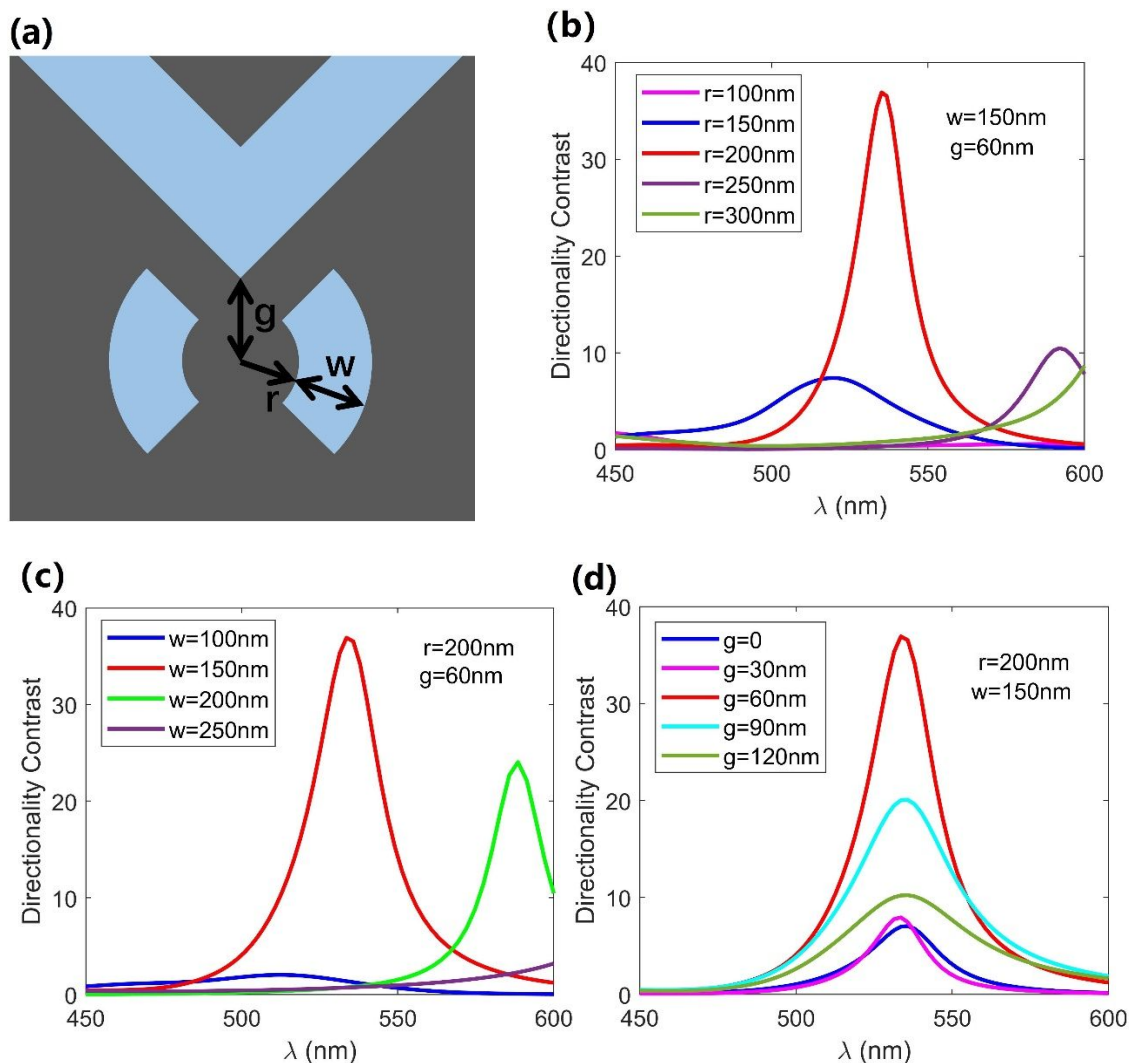 (a)
g
w
r
(b)
40
30
20
10
0
Directionality Contrast
r=100nm
r=150nm
r=200nm
r=250nm
r=300nm
w=150nm
g=60nm
450
500
550
600
λ (nm)
(c)
40
30
20
10
0
Directionality Contrast
w=100nm
w=150nm
w=200nm
w=250nm
r=200nm
g=60nm
450
500
550
600
λ (nm)
(d)
40
30
20
10
0
Directionality Contrast
g=0
g=30nm
g=60nm
g=90nm
g=120nm
r=200nm
w=150nm
450
500
550
600
λ (nm)